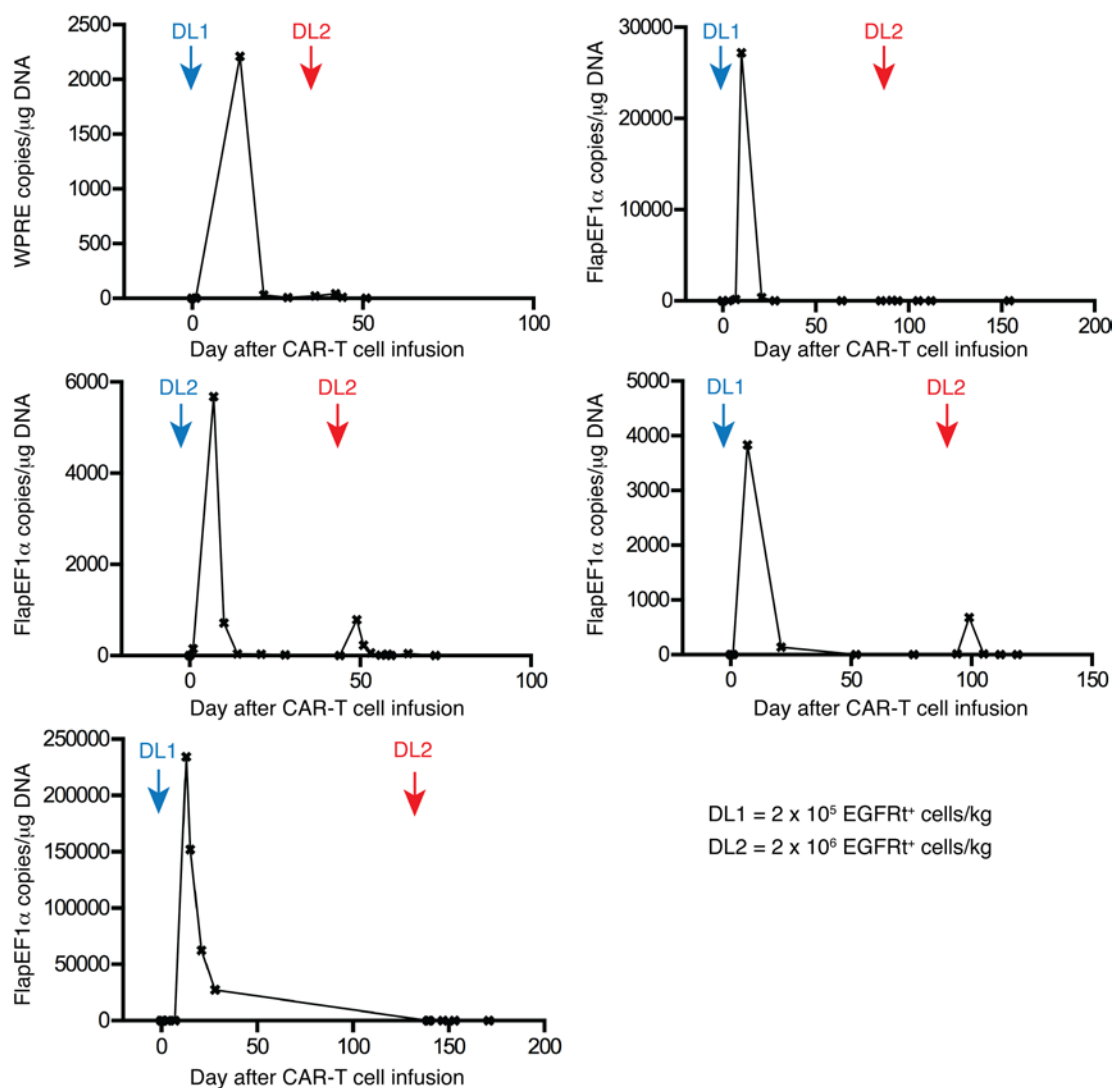 DL1 DL2
2500
2000
1500
1000
500
0
WPRE copies/μg DNA
0 50 100
Day after CAR-T cell infusion
DL1 DL2
30000
20000
10000
0
FlapEF1α copies/μg DNA
0 50 100 150 200
Day after CAR-T cell infusion
DL2 DL2
6000
4000
2000
0
FlapEF1α copies/μg DNA
0 50 100
Day after CAR-T cell infusion
DL1 DL2
5000
4000
3000
2000
1000
0
FlapEF1α copies/μg DNA
0 50 100 150
Day after CAR-T cell infusion
DL1 DL2
250000
200000
150000
100000
50000
0
FlapEF1α copies/μg DNA
0 50 100 150 200
Day after CAR-T cell infusion
DL1 = 2 x 10⁵ EGFRt⁺ cells/kg
DL2 = 2 x 10⁶ EGFRt⁺ cells/kg